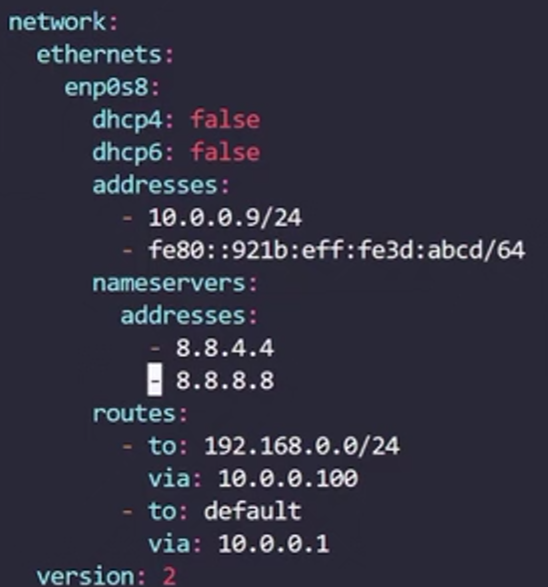 network:
  ethernets:
    enp0s8:
      dhcp4: false
      dhcp6: false
      addresses:
        - 10.0.0.9/24
        - fe80::921b:eff:fe3d:abcd/64
      nameservers:
        addresses:
          - 8.8.4.4
          - 8.8.8.8
      routes:
        - to: 192.168.0.0/24
          via: 10.0.0.100
        - to: default
          via: 10.0.0.1
  version: 2